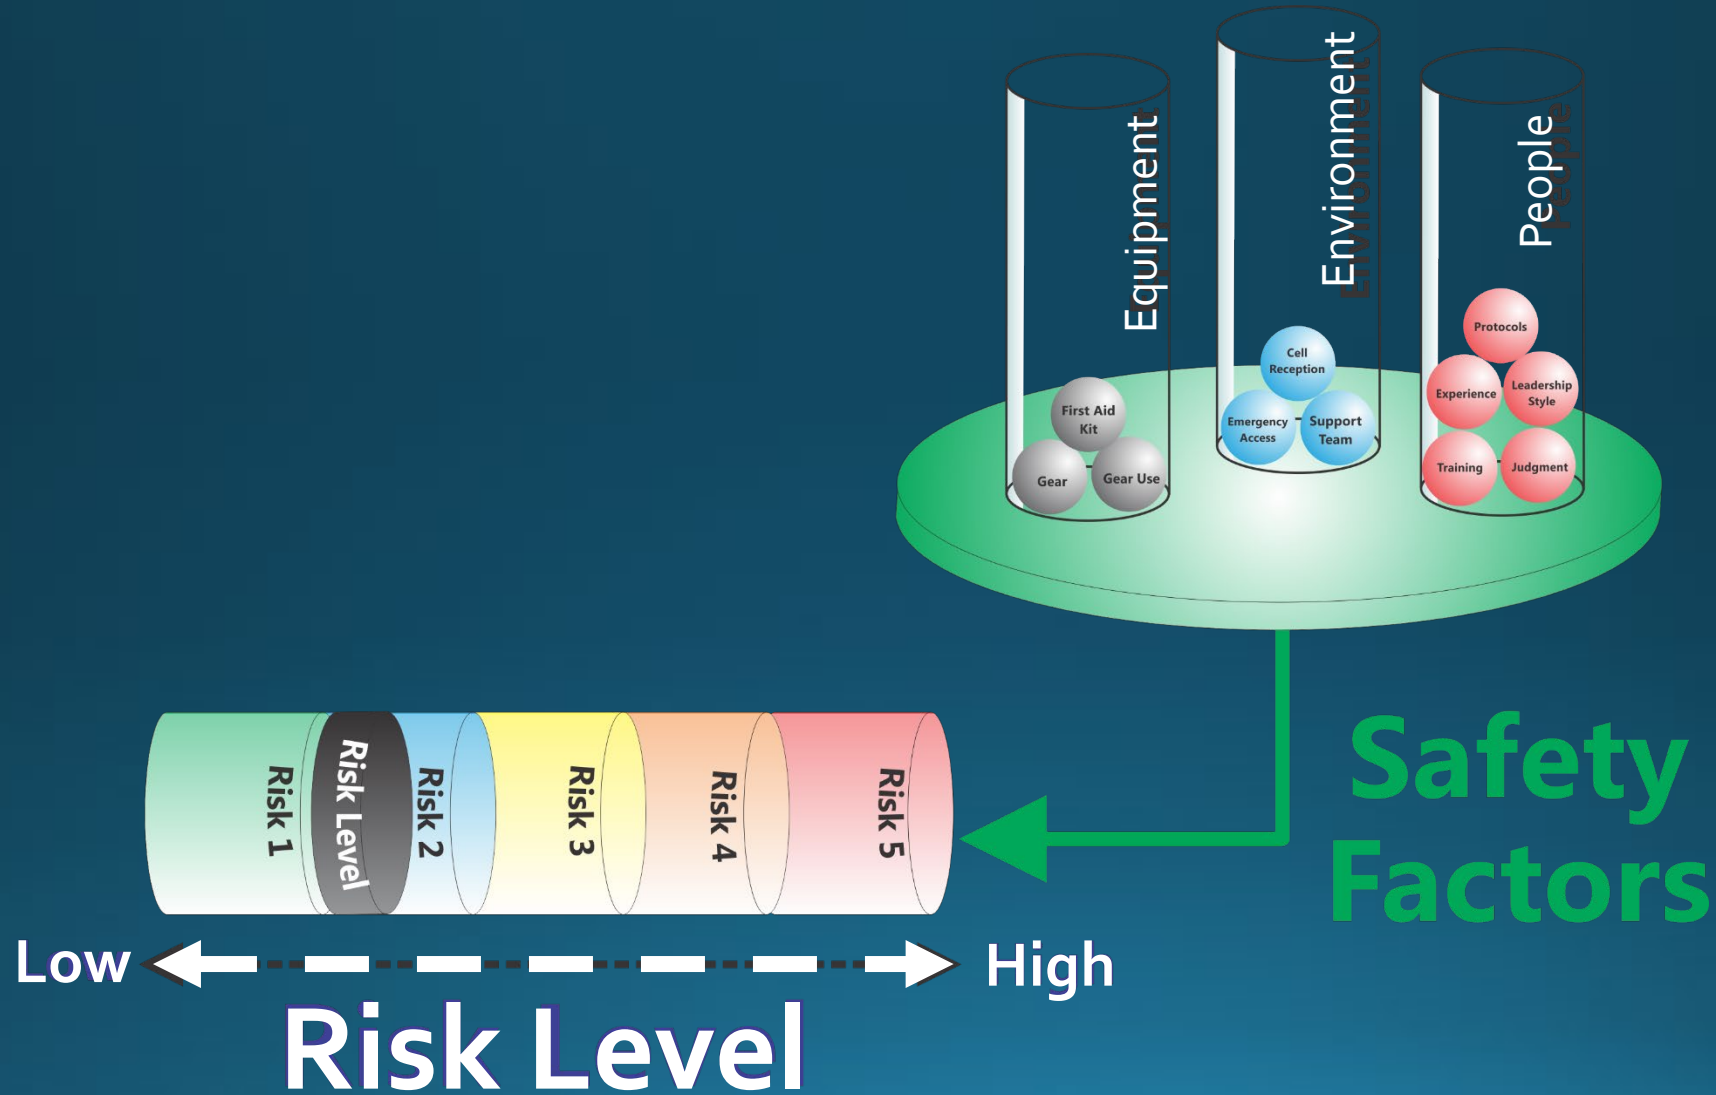 Equipment
Environment
People
First Aid
Kit
Gear
Gear Use
Cell
Reception
Emergency
Access
Support
Team
Protocols
Experience
Leadership
Style
Training
Judgment
Safety
Factors
Risk 1
Risk Level
Risk 2
Risk 3
Risk 4
Risk 5
Low
High
Risk Level